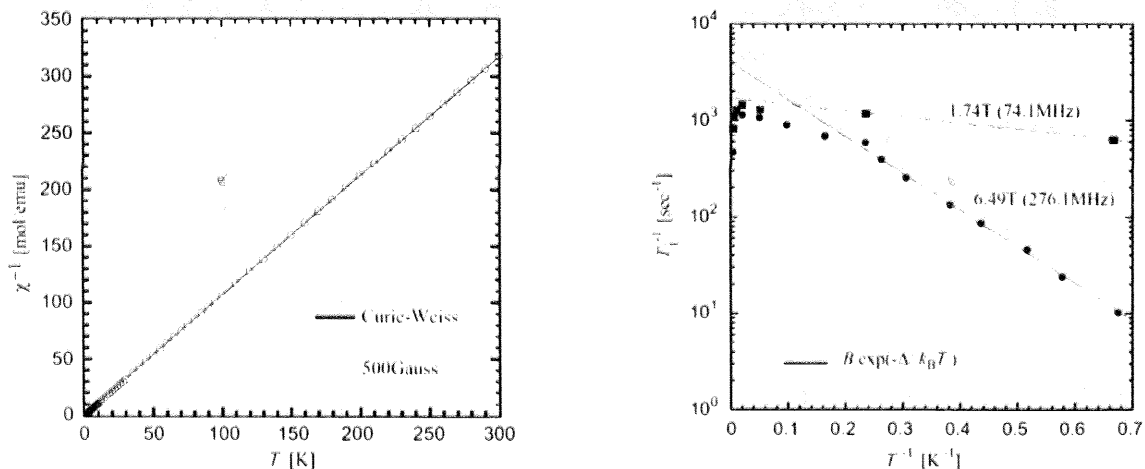 350
300
250
200
150
100
50
0
χ⁻¹ [mol/emu]
Curie-Weiss
500Gauss
0 50 100 150 200 250 300
T [K]
10⁴
10³
10²
10¹
10⁰
T₁⁻¹ [sec⁻¹]
1.74T (74.1MHz)
6.49T (276.1MHz)
B exp(-Δ/k_BT)
0 0.1 0.2 0.3 0.4 0.5 0.6 0.7
T⁻¹ [K⁻¹]